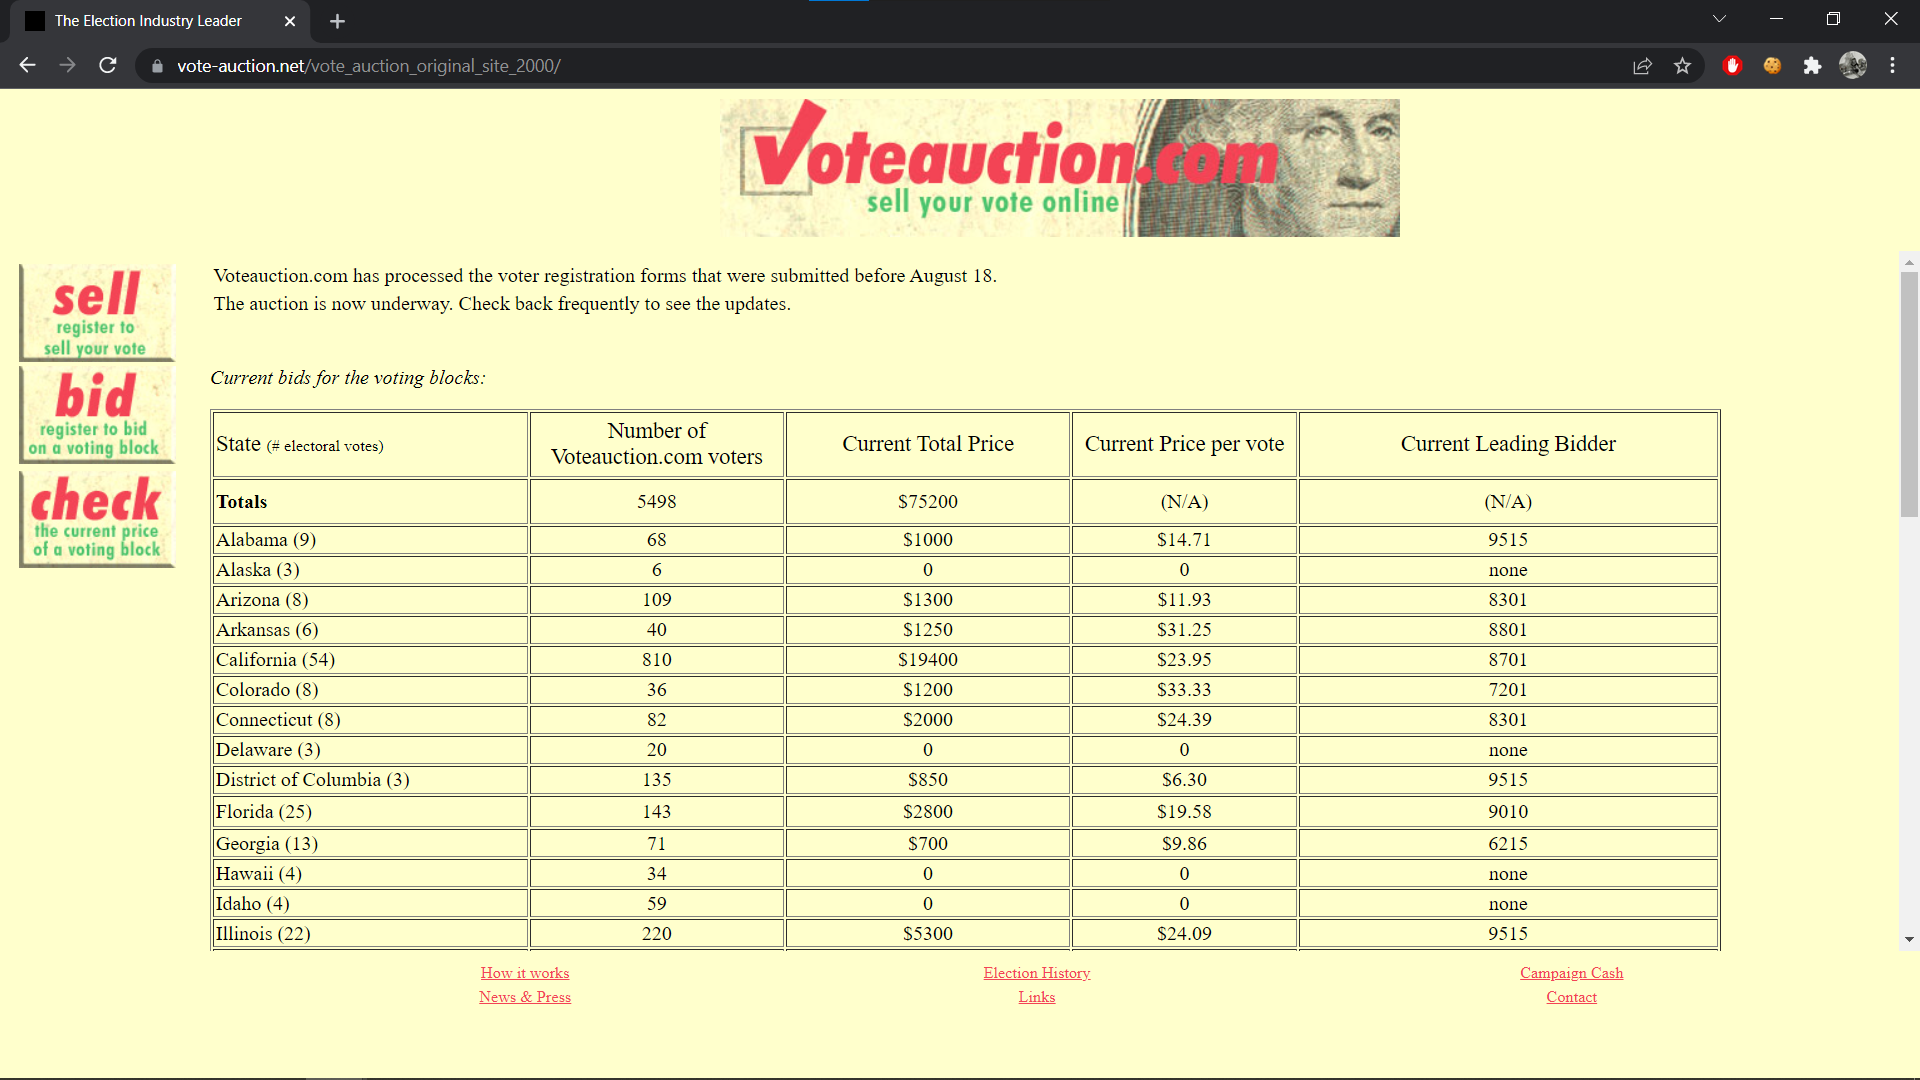 The Election Industry Leader
vote-auction.net/vote_auction_original_site_2000/
Voteauction.com
sell your vote online
sell
register to
sell your vote
bid
register to bid
on a voting block
check
the current price
of a voting block
Voteauction.com has processed the voter registration forms that were submitted before August 18.
The auction is now underway. Check back frequently to see the updates.
Current bids for the voting blocks:
State (# electoral votes) Number of Voteauction.com voters Current Total Price Current Price per vote Current Leading Bidder
Totals 5498 $75200 (N/A) (N/A)
Alabama (9) 68 $1000 $14.71 9515
Alaska (3) 6 0 0 none
Arizona (8) 109 $1300 $11.93 8301
Arkansas (6) 40 $1250 $31.25 8801
California (54) 810 $19400 $23.95 8701
Colorado (8) 36 $1200 $33.33 7201
Connecticut (8) 82 $2000 $24.39 8301
Delaware (3) 20 0 0 none
District of Columbia (3) 135 $850 $6.30 9515
Florida (25) 143 $2800 $19.58 9010
Georgia (13) 71 $700 $9.86 6215
Hawaii (4) 34 0 0 none
Idaho (4) 59 0 0 none
Illinois (22) 220 $5300 $24.09 9515
How it works Election History Campaign Cash
News & Press Links Contact